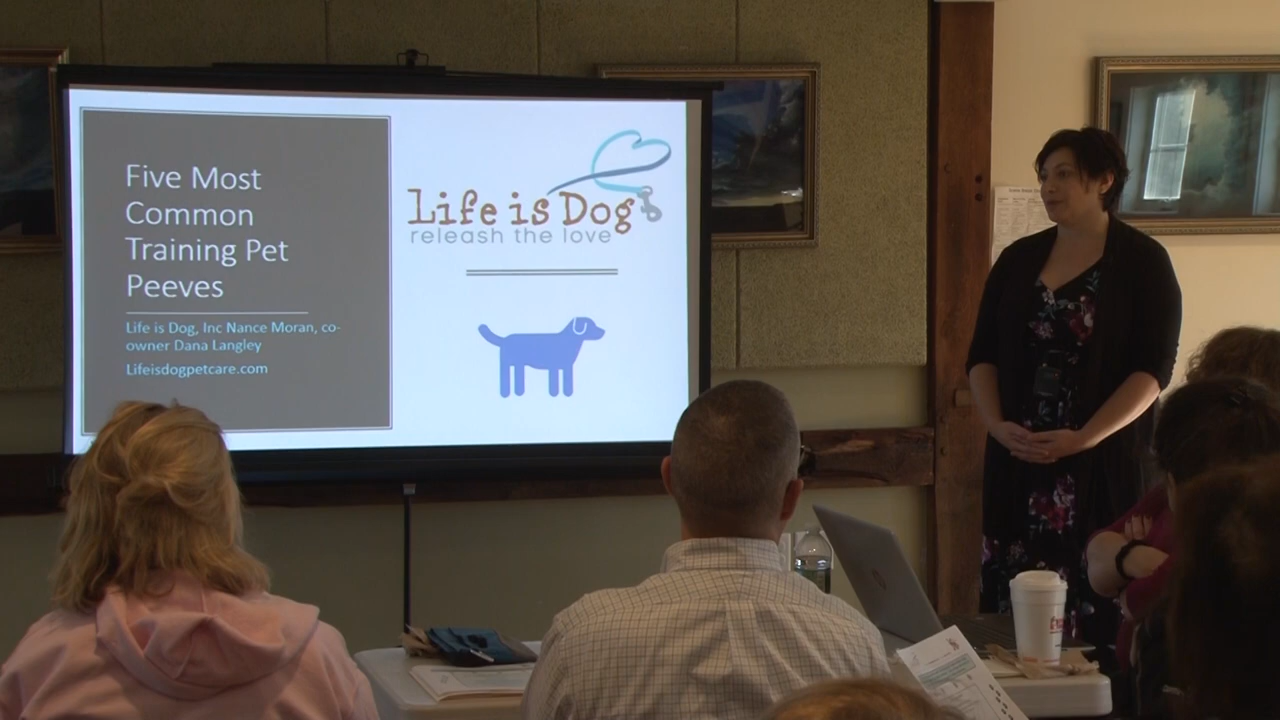 Five Most
Common
Training Pet
Peeves
Life is Dog, Inc Nance Moran, co-
owner Dana Langley
Lifeisdogpetcare.com
Life is Dog
releash the love